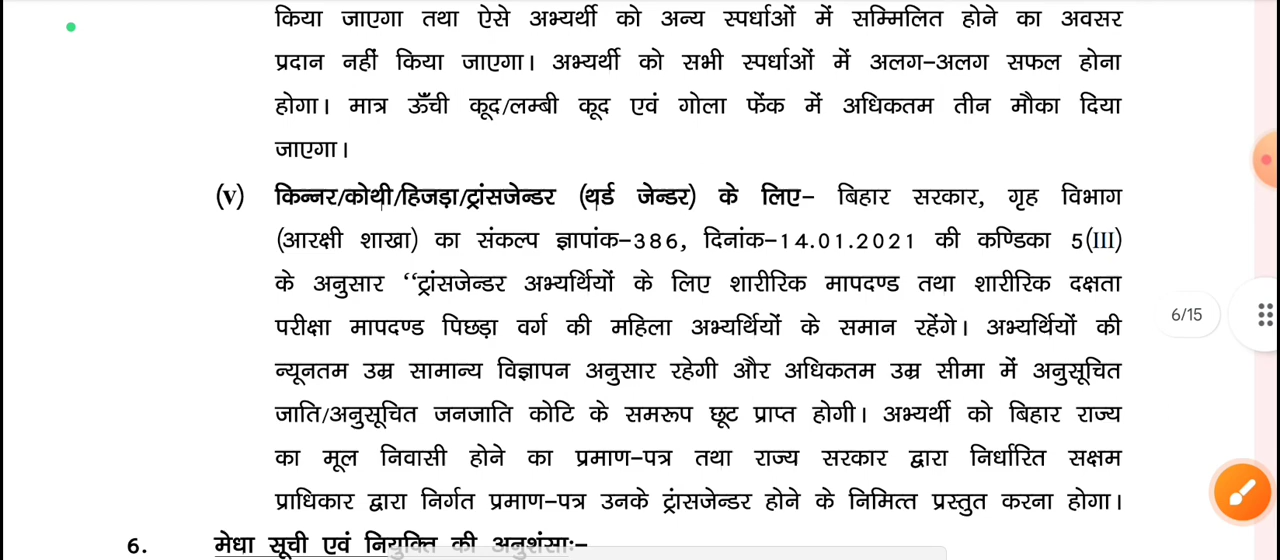 किया जाएगा तथा ऐसे अभ्यर्थी को अन्य स्पर्धाओं में सम्मिलित होने का अवसर
प्रदान नहीं किया जाएगा। अभ्यर्थी को सभी स्पर्धाओं में अलग-अलग सफल होना
होगा। मात्र ऊँची कूद/लम्बी कूद एवं गोला फेंक में अधिकतम तीन मौका दिया
जाएगा।
(v) किन्नर/कोथी/हिजड़ा/ट्रांसजेन्डर (थर्ड जेन्डर) के लिए- बिहार सरकार, गृह विभाग
(आरक्षी शाखा) का संकल्प ज्ञापांक-386, दिनांक-14.01.2021 की कण्डिका 5(III)
के अनुसार ‘‘ट्रांसजेन्डर अभ्यर्थियों के लिए शारीरिक मापदण्ड तथा शारीरिक दक्षता
परीक्षा मापदण्ड पिछड़ा वर्ग की महिला अभ्यर्थियों के समान रहेंगे। अभ्यर्थियों की
न्यूनतम उम्र सामान्य विज्ञापन अनुसार रहेगी और अधिकतम उम्र सीमा में अनुसूचित
जाति/अनुसूचित जनजाति कोटि के समरूप छूट प्राप्त होगी। अभ्यर्थी को बिहार राज्य
का मूल निवासी होने का प्रमाण-पत्र तथा राज्य सरकार द्वारा निर्धारित सक्षम
प्राधिकार द्वारा निर्गत प्रमाण-पत्र उनके ट्रांसजेन्डर होने के निमित्त प्रस्तुत करना होगा।
6. मेधा सूची एवं नियुक्ति की अनुशंसाः-
6/15